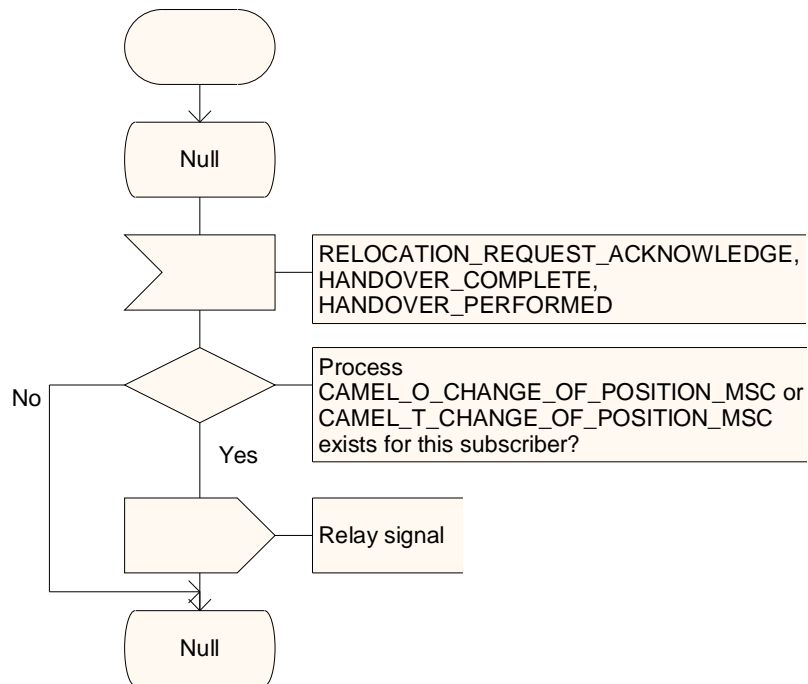 Null
RELOCATION_REQUEST_ACKNOWLEDGE,
HANDOVER_COMPLETE,
HANDOVER_PERFORMED
Process
CAMEL_O_CHANGE_OF_POSITION_MSC or
CAMEL_T_CHANGE_OF_POSITION_MSC
exists for this subscriber?
No
Yes
Relay signal
Null